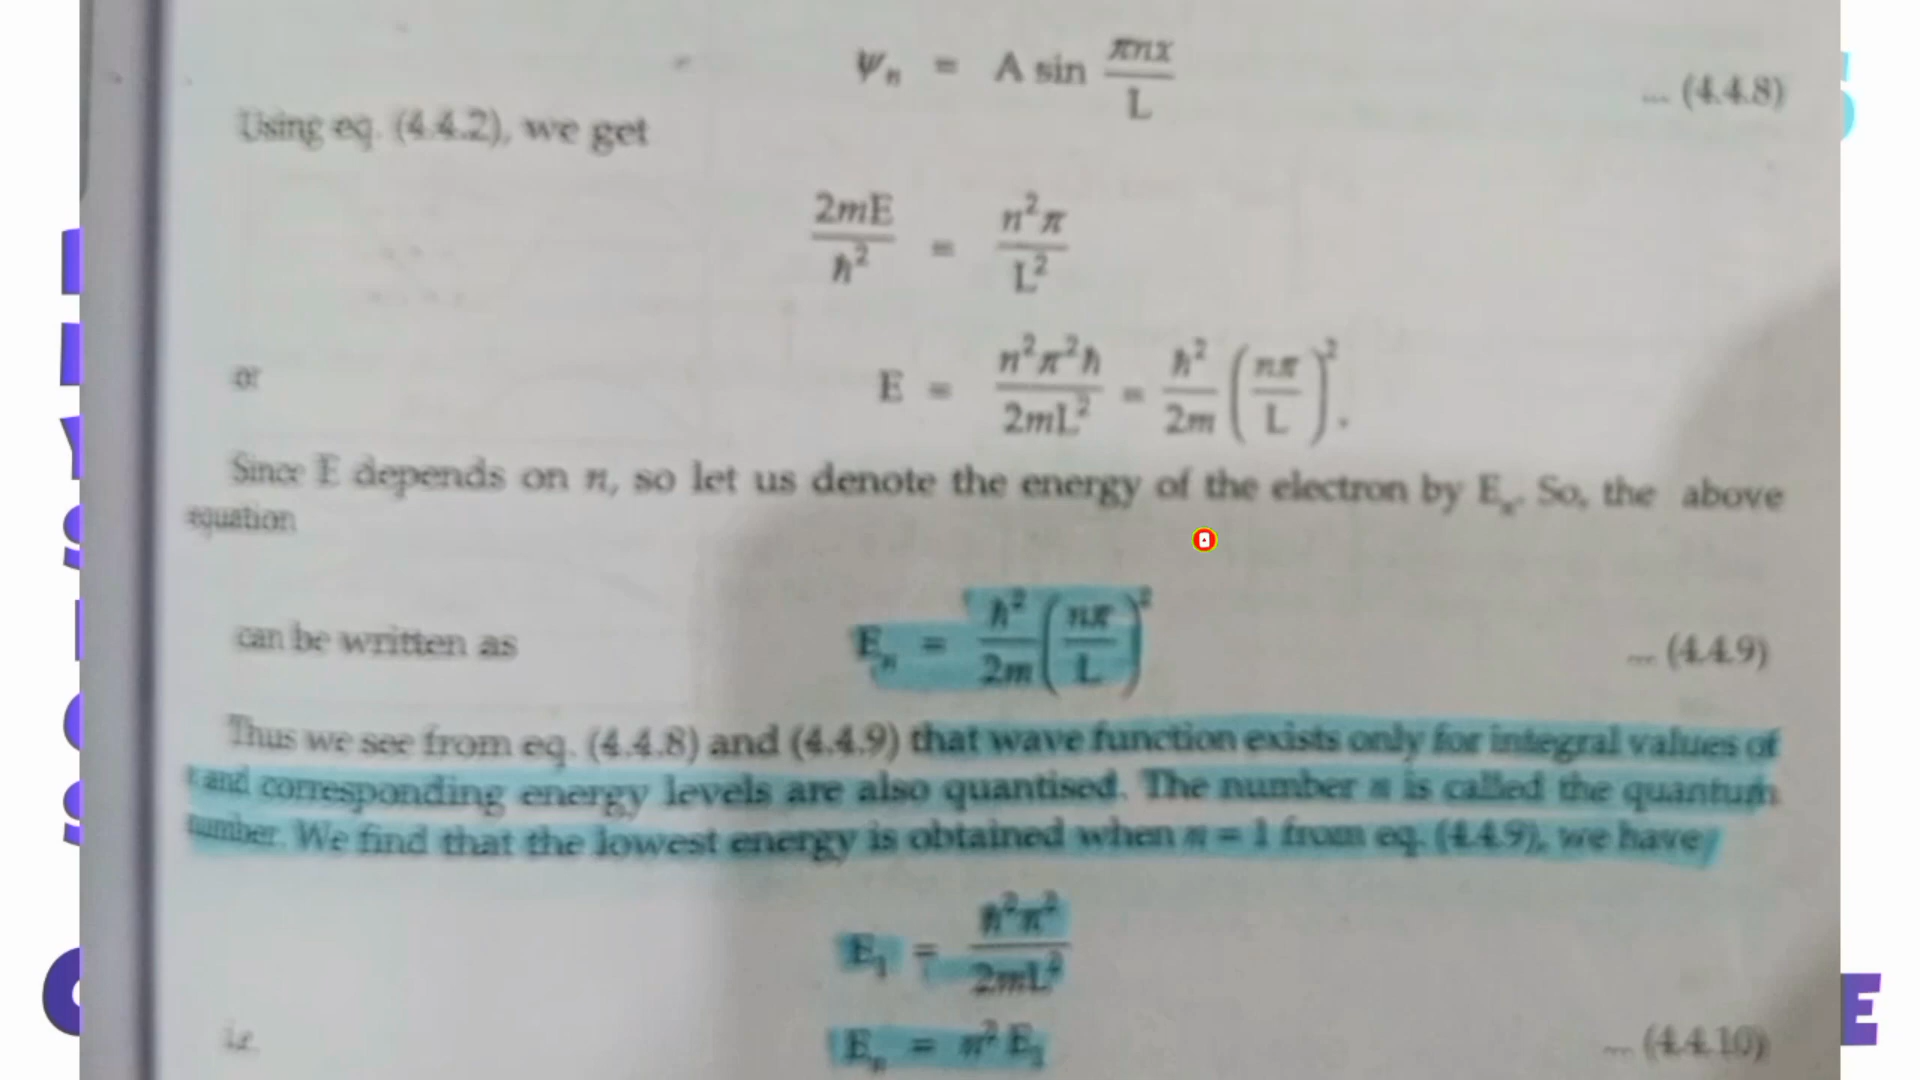 ψₙ = A sin πnx/L ... (4.4.8)
Using eq. (4.4.2), we get
2mE/ħ² = n²π/L²
or E = n²π²ħ/2mL² = ħ²/2m (nπ/L)².
Since E depends on n, so let us denote the energy of the electron by Eₙ. So, the above
equation
can be written as Eₙ = ħ²/2m (nπ/L)² ... (4.4.9)
Thus we see from eq. (4.4.8) and (4.4.9) that wave function exists only for integral values of
and corresponding energy levels are also quantised. The number n is called the quantum
number. We find that the lowest energy is obtained when n = 1 from eq. (4.4.9), we have
E₁ = ħ²π²/2mL²
i.e. Eₙ = n² E₁ ... (4.4.10)